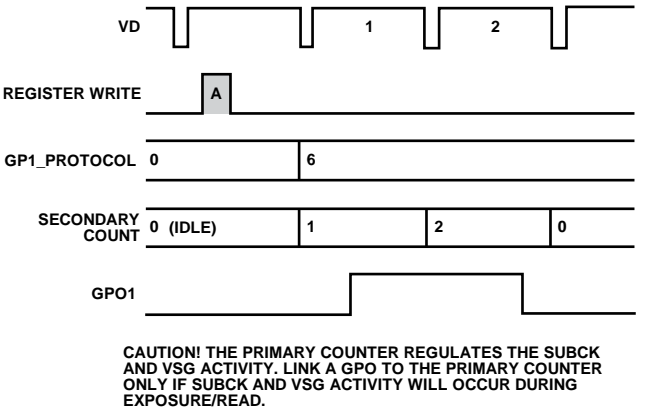 VD 1 2
REGISTER WRITE A
GP1_PROTOCOL 0 6
SECONDARY
COUNT 0 (IDLE) 1 2 0
GPO1
CAUTION! THE PRIMARY COUNTER REGULATES THE SUBCK
AND VSG ACTIVITY. LINK A GPO TO THE PRIMARY COUNTER
ONLY IF SUBCK AND VSG ACTIVITY WILL OCCUR DURING
EXPOSURE/READ.